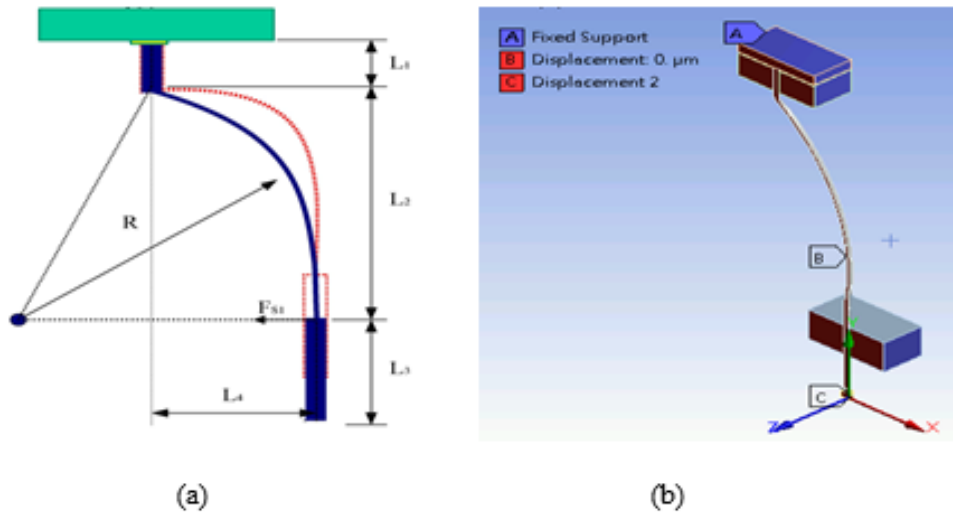 L₁
L₂
R
Fs₁
L₃
L₄
A Fixed Support
B Displacement: 0. µm
C Displacement 2
A
B
C
Z
X
(a)
(b)